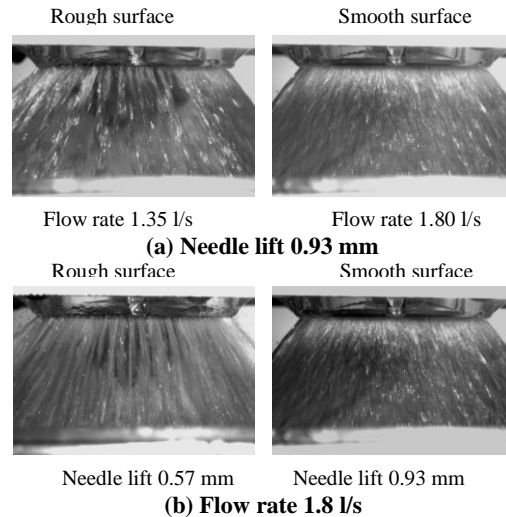 Rough surface Smooth surface
Flow rate 1.35 l/s Flow rate 1.80 l/s
(a) Needle lift 0.93 mm
Rough surface Smooth surface
Needle lift 0.57 mm Needle lift 0.93 mm
(b) Flow rate 1.8 l/s